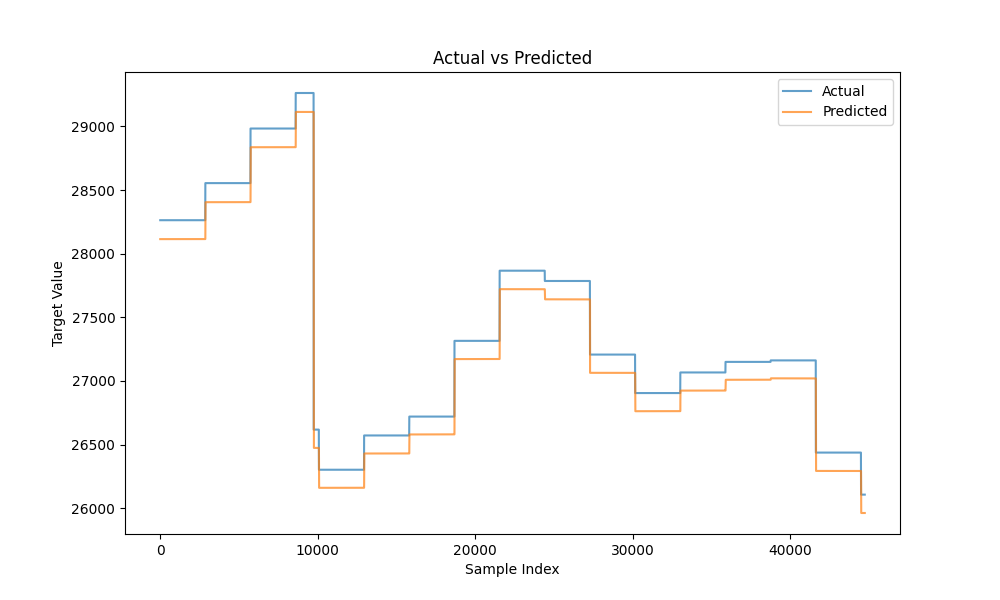 Actual vs Predicted
Actual
Predicted
Target Value
29000
28500
28000
27500
27000
26500
26000
0
10000
20000
30000
40000
Sample Index